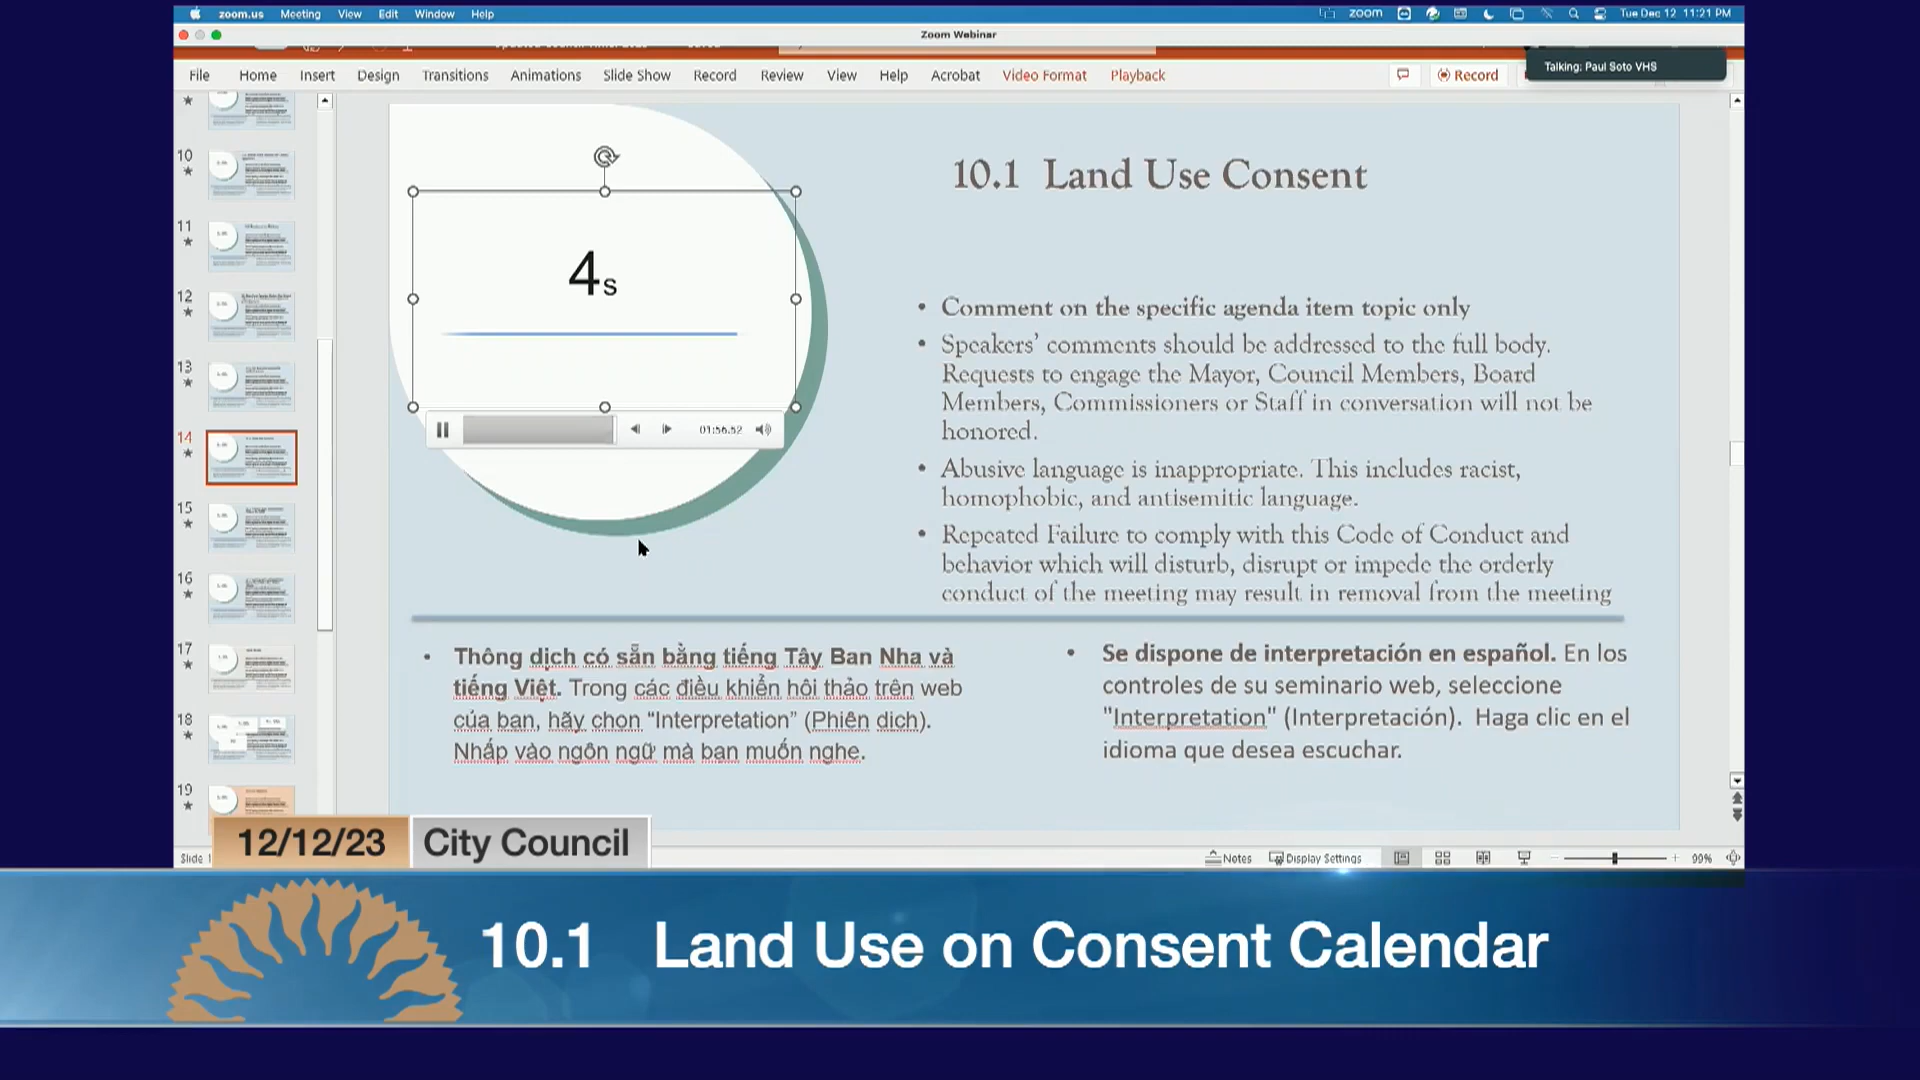 zoom.us Meeting View Edit Window Help
zoom Tue Dec 12 11:21 PM
Zoom Webinar
Talking: Paul Soto VHS
File Home Insert Design Transitions Animations Slide Show Record Review View Help Acrobat Video Format Playback Record
10
11
12
13
14
15
16
17
18
19
4s
01:56.52
10.1 Land Use Consent
• Comment on the specific agenda item topic only
• Speakers’ comments should be addressed to the full body.
Requests to engage the Mayor, Council Members, Board
Members, Commissioners or Staff in conversation will not be
honored.
• Abusive language is inappropriate. This includes racist,
homophobic, and antisemitic language.
• Repeated Failure to comply with this Code of Conduct and
behavior which will disturb, disrupt or impede the orderly
conduct of the meeting may result in removal from the meeting
• Thông dịch có sẵn bằng tiếng Tây Ban Nha và
tiếng Việt. Trong các điều khiển hội thảo trên web
của bạn, hãy chọn “Interpretation” (Phiên dịch).
Nhấp vào ngôn ngữ mà bạn muốn nghe.
• Se dispone de interpretación en español. En los
controles de su seminario web, seleccione
"Interpretation" (Interpretación). Haga clic en el
idioma que desea escuchar.
Slide
Notes Display Settings 99%
12/12/23 City Council
10.1 Land Use on Consent Calendar